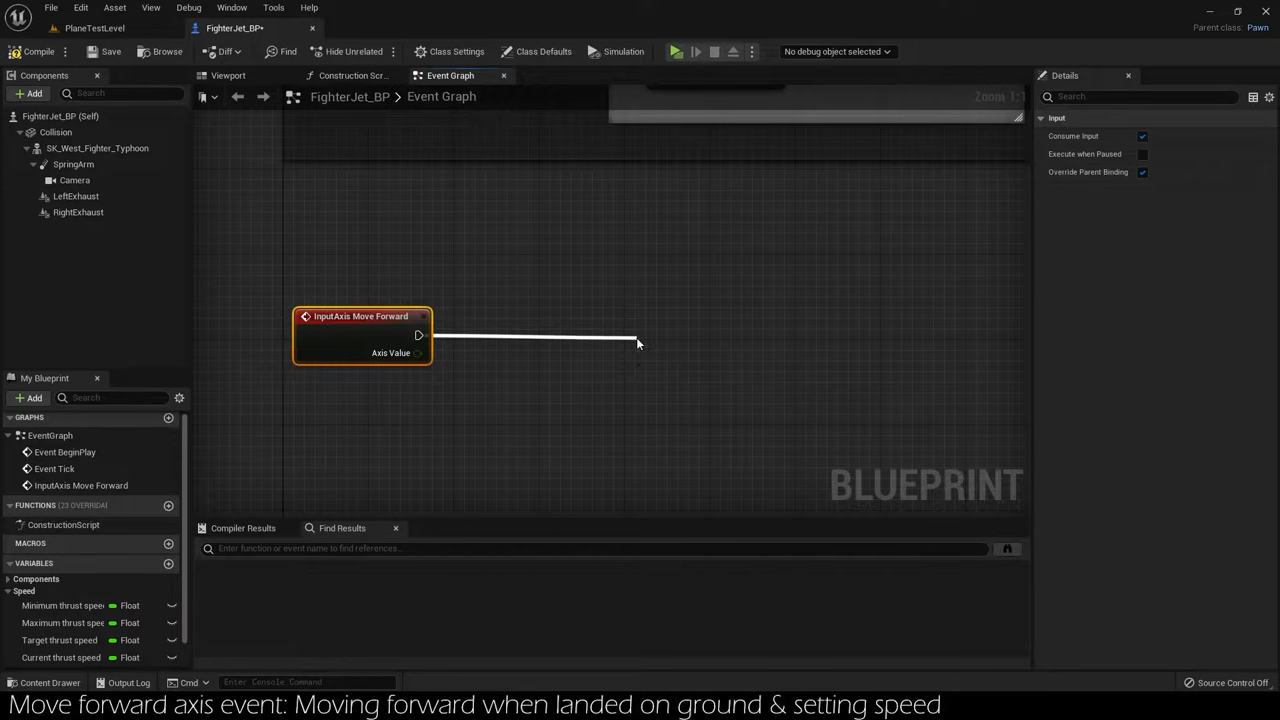 File Edit Asset View Debug Window Tools Help
PlaneTestLevel
FighterJet_BP*
Parent class: Pawn
Compile
Save
Browse
Diff
Find
Hide Unrelated
Class Settings
Class Defaults
Simulation
No debug object selected
Components
Add
Search
FighterJet_BP (Self)
Collision
SK_West_Fighter_Typhoon
SpringArm
Camera
LeftExhaust
RightExhaust
Viewport
Construction Scr...
Event Graph
FighterJet_BP > Event Graph
Zoom 1:1
InputAxis Move Forward
Axis Value
BLUEPRINT
Details
Search
Input
Consume Input
Execute when Paused
Override Parent Binding
My Blueprint
Add
Search
GRAPHS
EventGraph
Event BeginPlay
Event Tick
InputAxis Move Forward
FUNCTIONS (23 OVERRIDAI
ConstructionScript
MACROS
VARIABLES
Components
Speed
Minimum thrust spee Float
Maximum thrust spee Float
Target thrust speed Float
Current thrust speed Float
Compiler Results
Find Results
Enter function or event name to find references...
Content Drawer
Output Log
Cmd
Enter Console Command
Source Control Off
Move forward axis event: Moving forward when landed on ground & setting speed